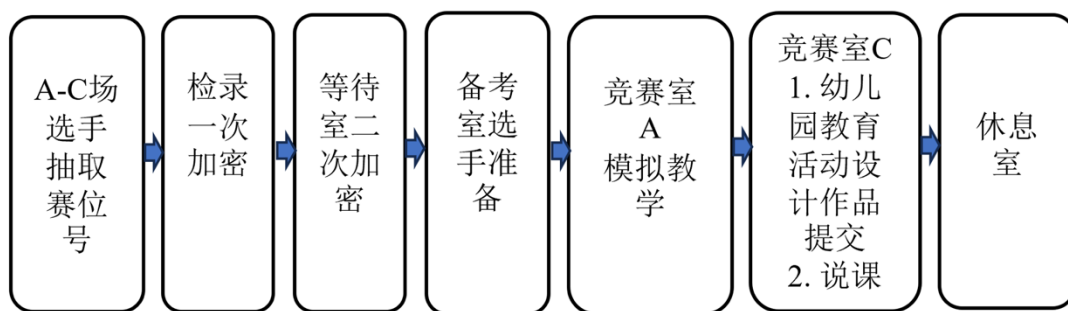 A-C场
选手
抽取
赛位
号
检录
一次
加密
等待
室二
次加
密
备考
室选
手准
备
竞赛室
A
模拟教
学
竞赛室C
1. 幼儿
园教育
活动设
计作品
提交
2. 说课
休息
室